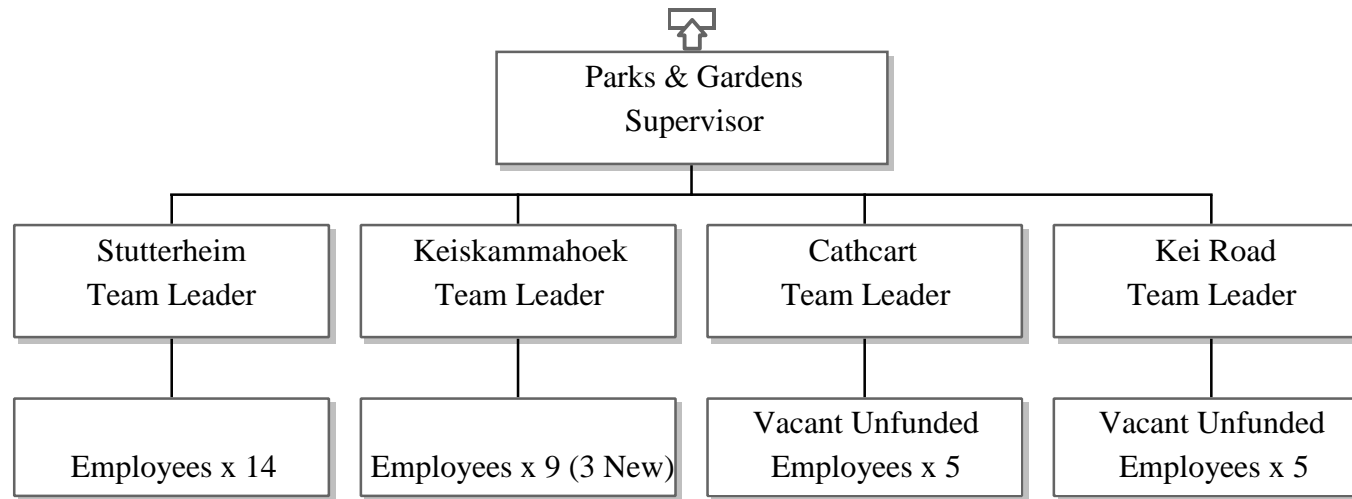 Parks & Gardens
Supervisor
Stutterheim
Team Leader
Keiskammahoek
Team Leader
Cathcart
Team Leader
Kei Road
Team Leader
Employees x 14
Employees x 9 (3 New)
Vacant Unfunded
Employees x 5
Vacant Unfunded
Employees x 5